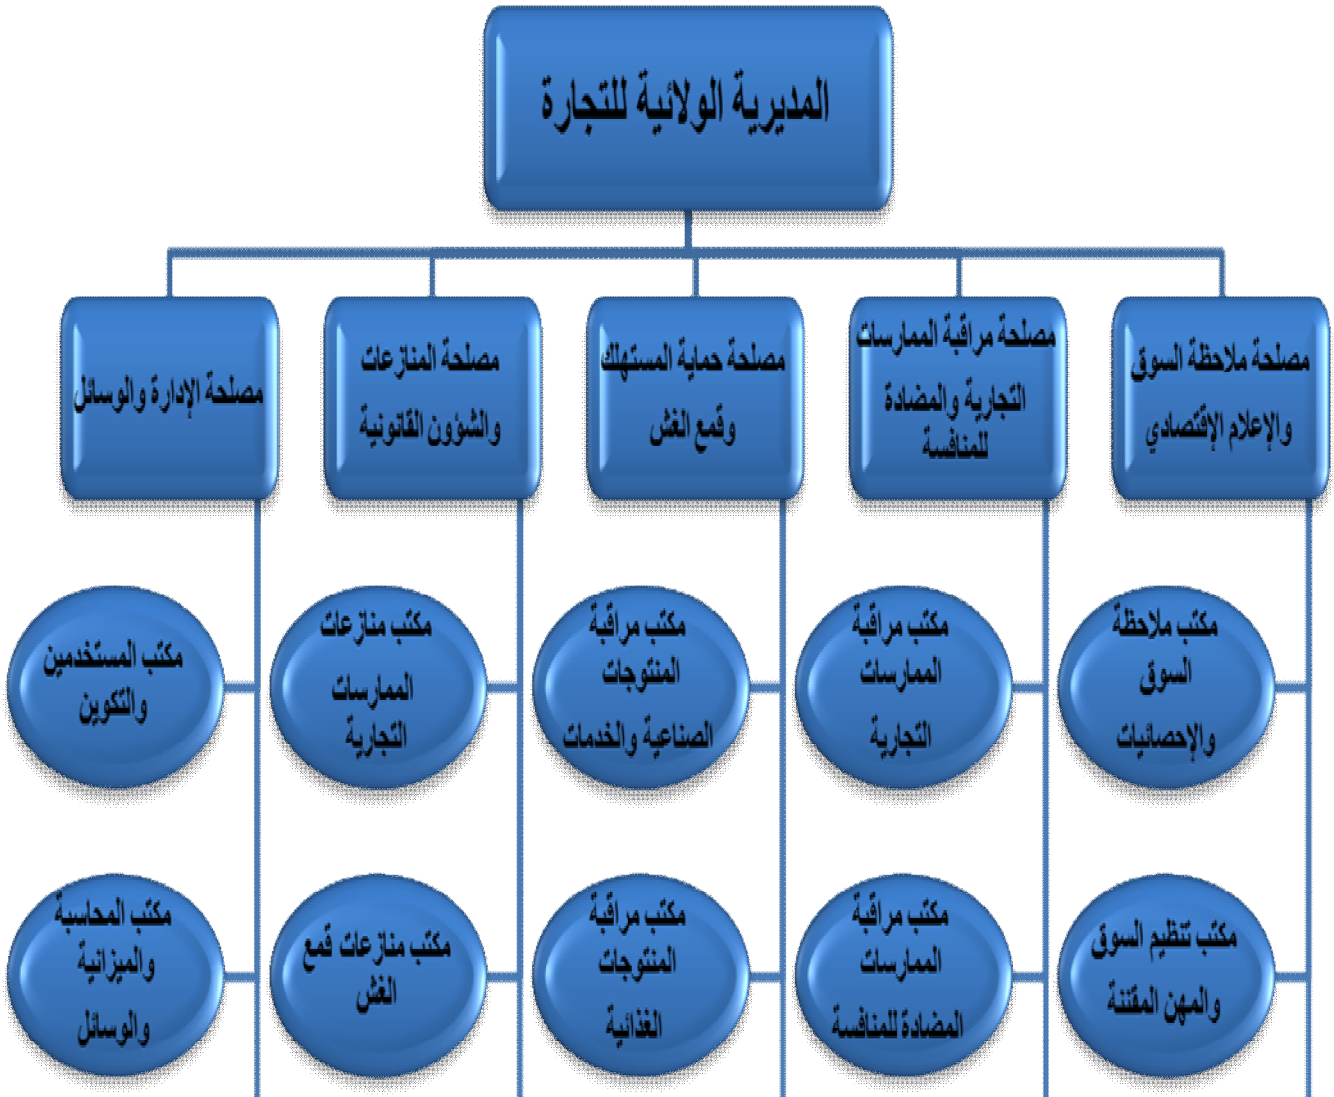 المديرية الولائية للتجارة
مصلحة ملاحظة السوق
والإعلام الإقتصادي
مصلحة مراقبة الممارسات
التجارية والمضادة
للمنافسة
مصلحة حماية المستهلك
وقمع الغش
مصلحة المنازعات
والشؤون القانونية
مصلحة الإدارة والوسائل
مكتب ملاحظة
السوق
والإحصائيات
مكتب مراقبة
الممارسات
التجارية
مكتب مراقبة
المنتوجات
الصناعية والخدمات
مكتب منازعات
الممارسات
التجارية
مكتب المستخدمين
والتكوين
مكتب تنظيم السوق
والمهن المقننة
مكتب مراقبة
الممارسات
المضادة للمنافسة
مكتب مراقبة
المنتوجات
الغذائية
مكتب منازعات قمع
الغش
مكتب المحاسبة
والميزانية
والوسائل